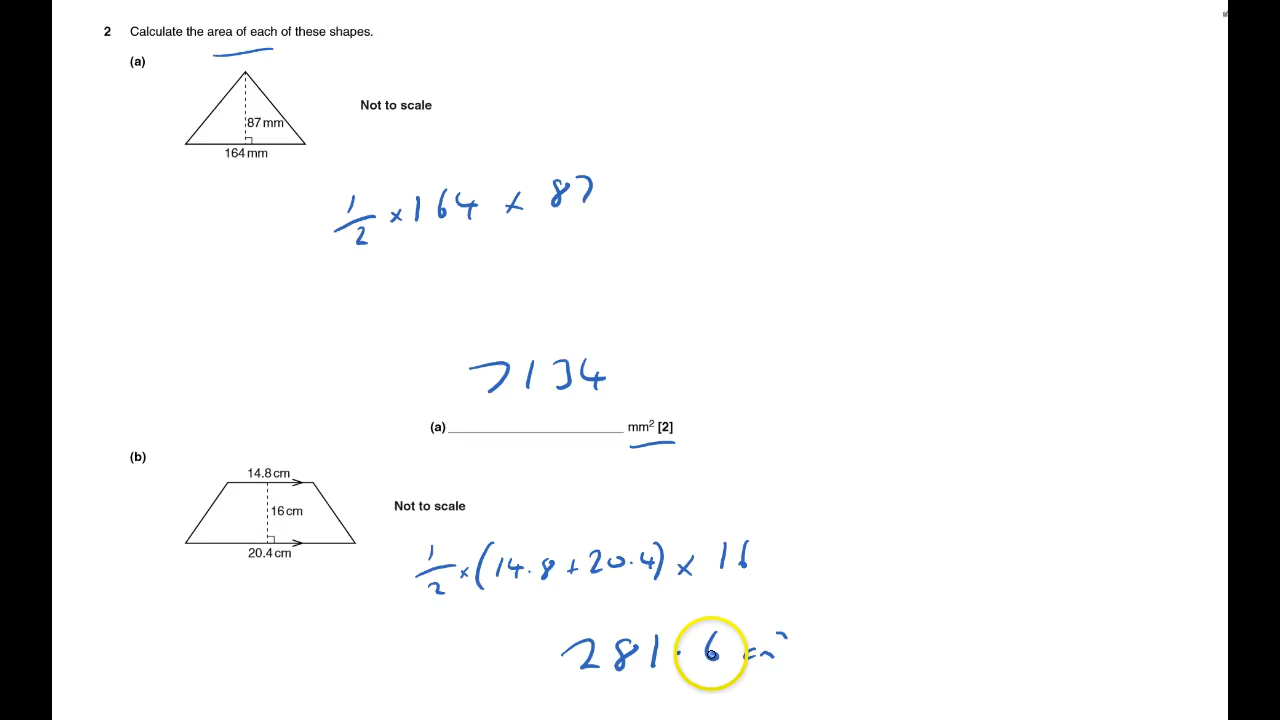 2 Calculate the area of each of these shapes.
(a)
87 mm
Not to scale
164 mm
1/2 × 164 × 87
7134
(a) ____________________ mm² [2]
(b)
14.8 cm
16 cm
Not to scale
20.4 cm
1/2 × (14.8 + 20.4) × 16
281.6 cm²